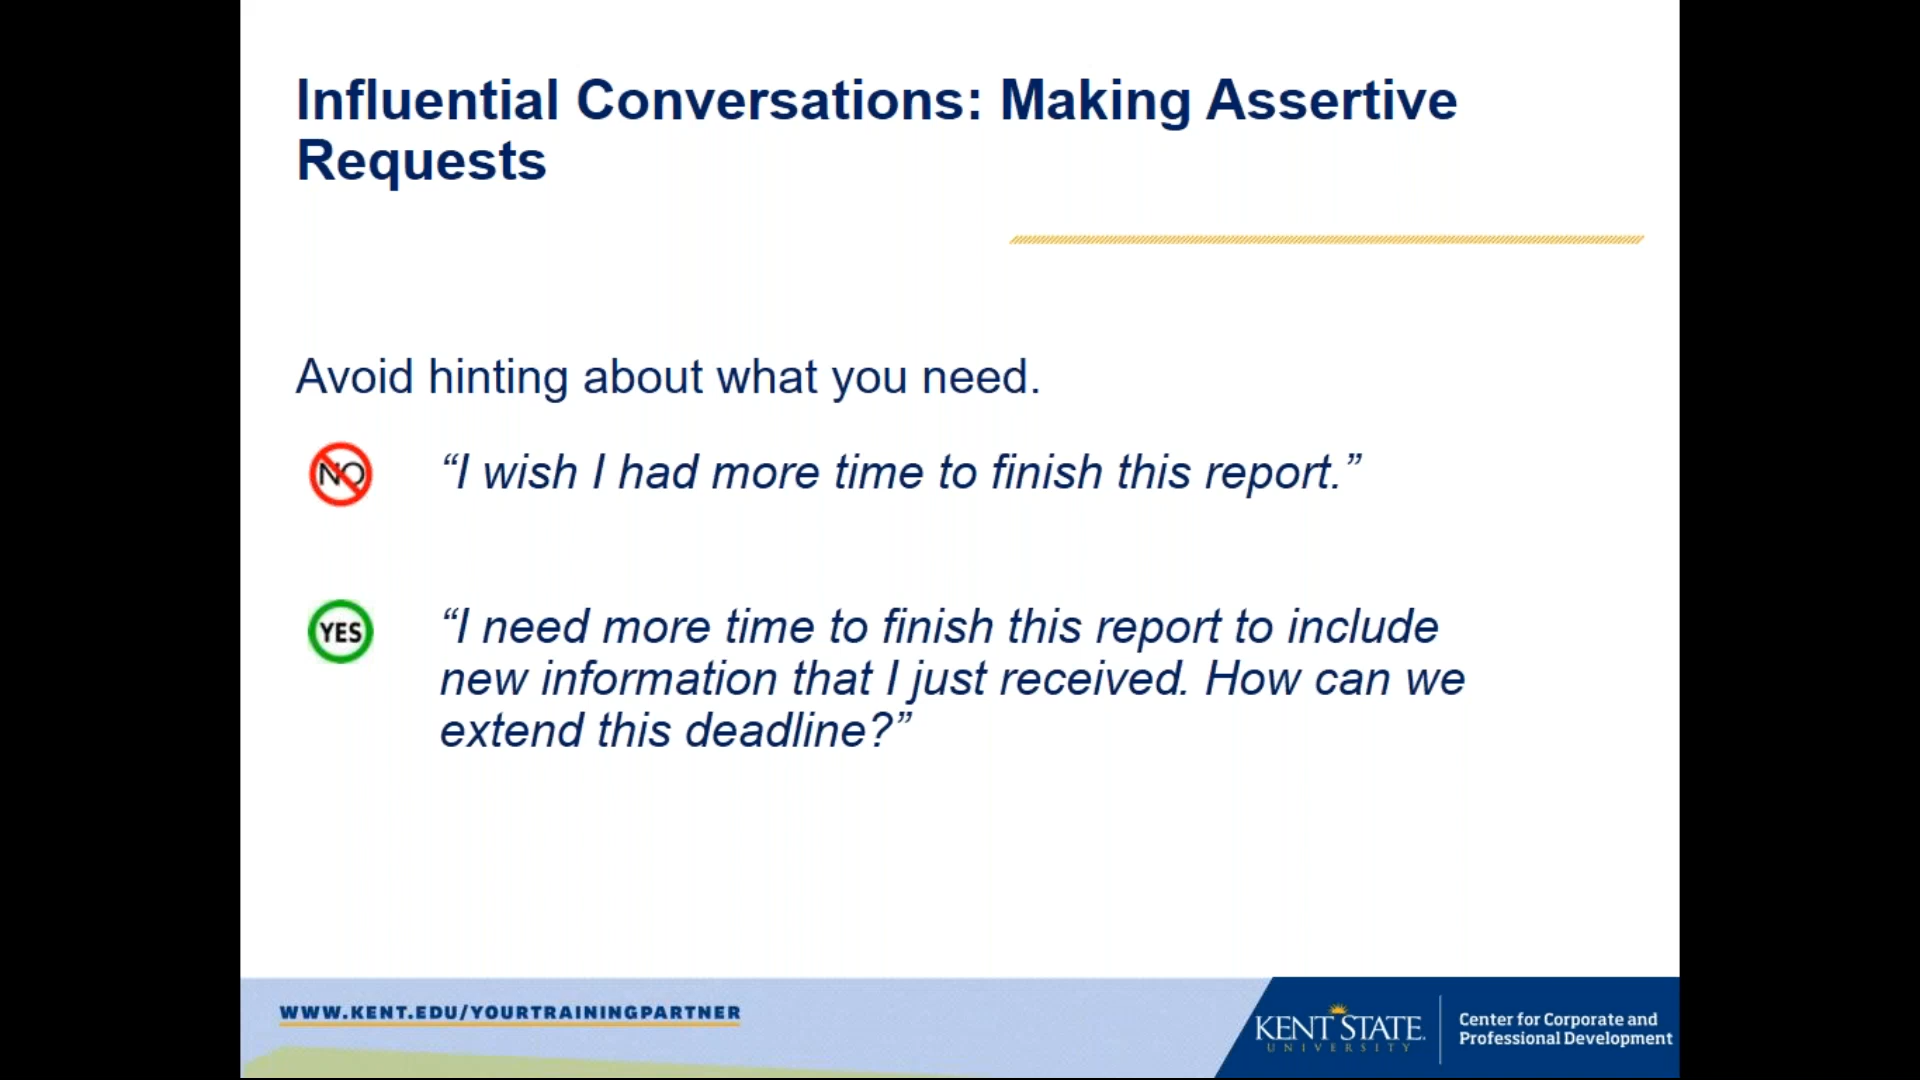 Influential Conversations: Making Assertive
Requests
Avoid hinting about what you need.
NO
“I wish I had more time to finish this report.”
YES
“I need more time to finish this report to include
new information that I just received. How can we
extend this deadline?”
WWW.KENT.EDU/YOURTRAININGPARTNER
KENT STATE
UNIVERSITY
Center for Corporate and
Professional Development